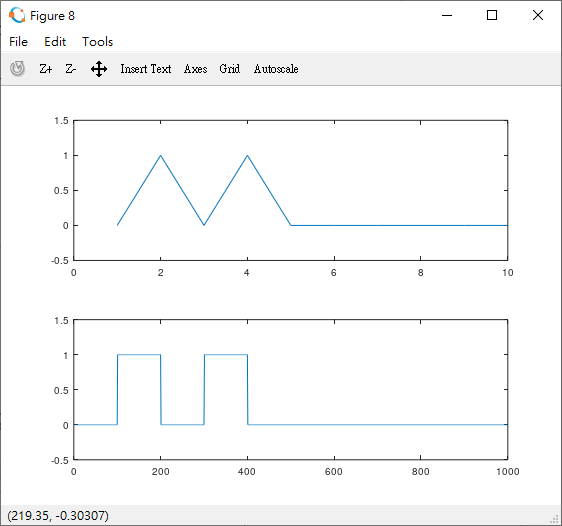 Figure 8
File Edit Tools
Z+ Z- Insert Text Axes Grid Autoscale
1.5
1
0.5
0
-0.5
0 2 4 6 8 10
1.5
1
0.5
0
-0.5
0 200 400 600 800 1000
(219.35, -0.30307)